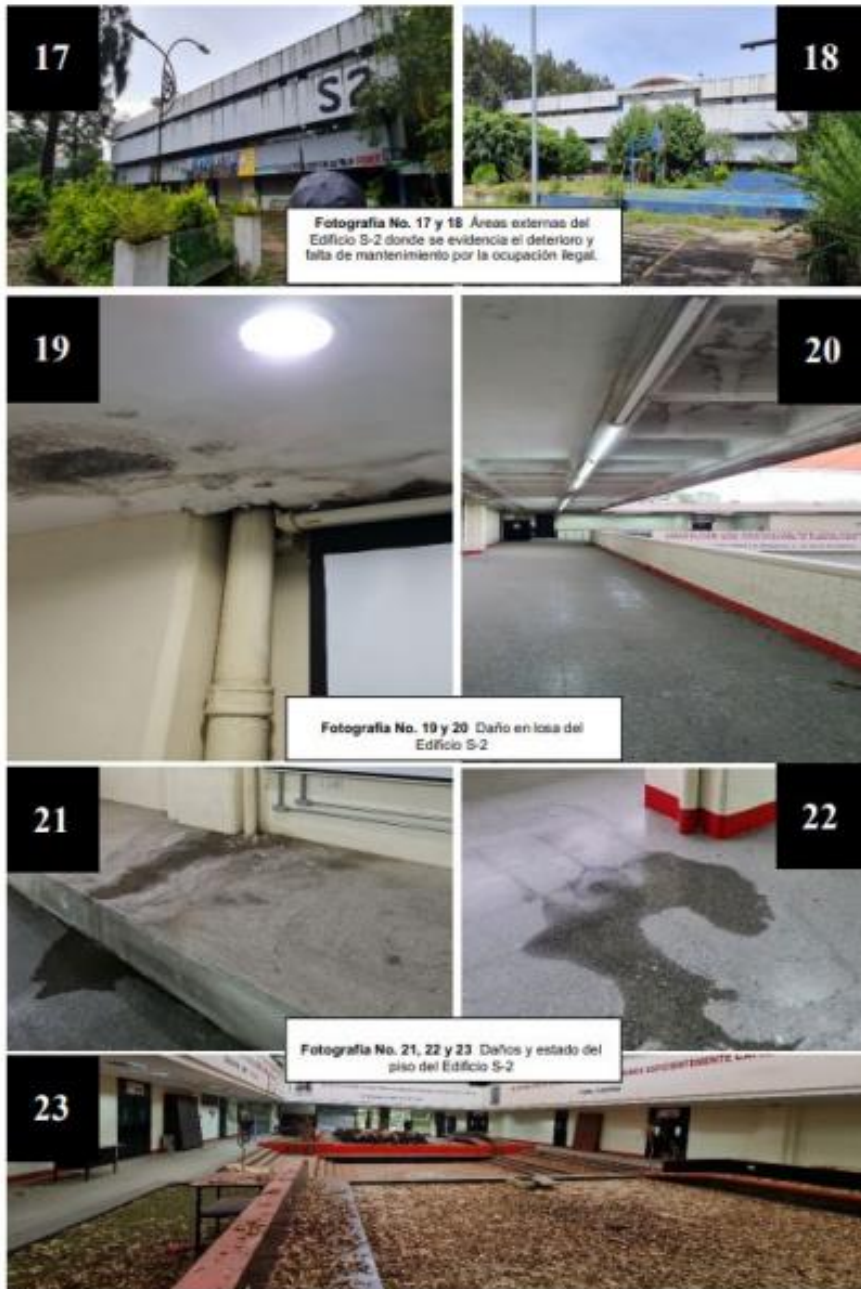 17
18
S2
Fotografía No. 17 y 18 Áreas externas del
Edificio S-2 donde se evidencia el deterioro y
falta de mantenimiento por la ocupación ilegal.
19
20
Fotografía No. 19 y 20 Daño en losa del
Edificio S-2
21
22
Fotografía No. 21, 22 y 23 Daños y estado del
piso del Edificio S-2
23